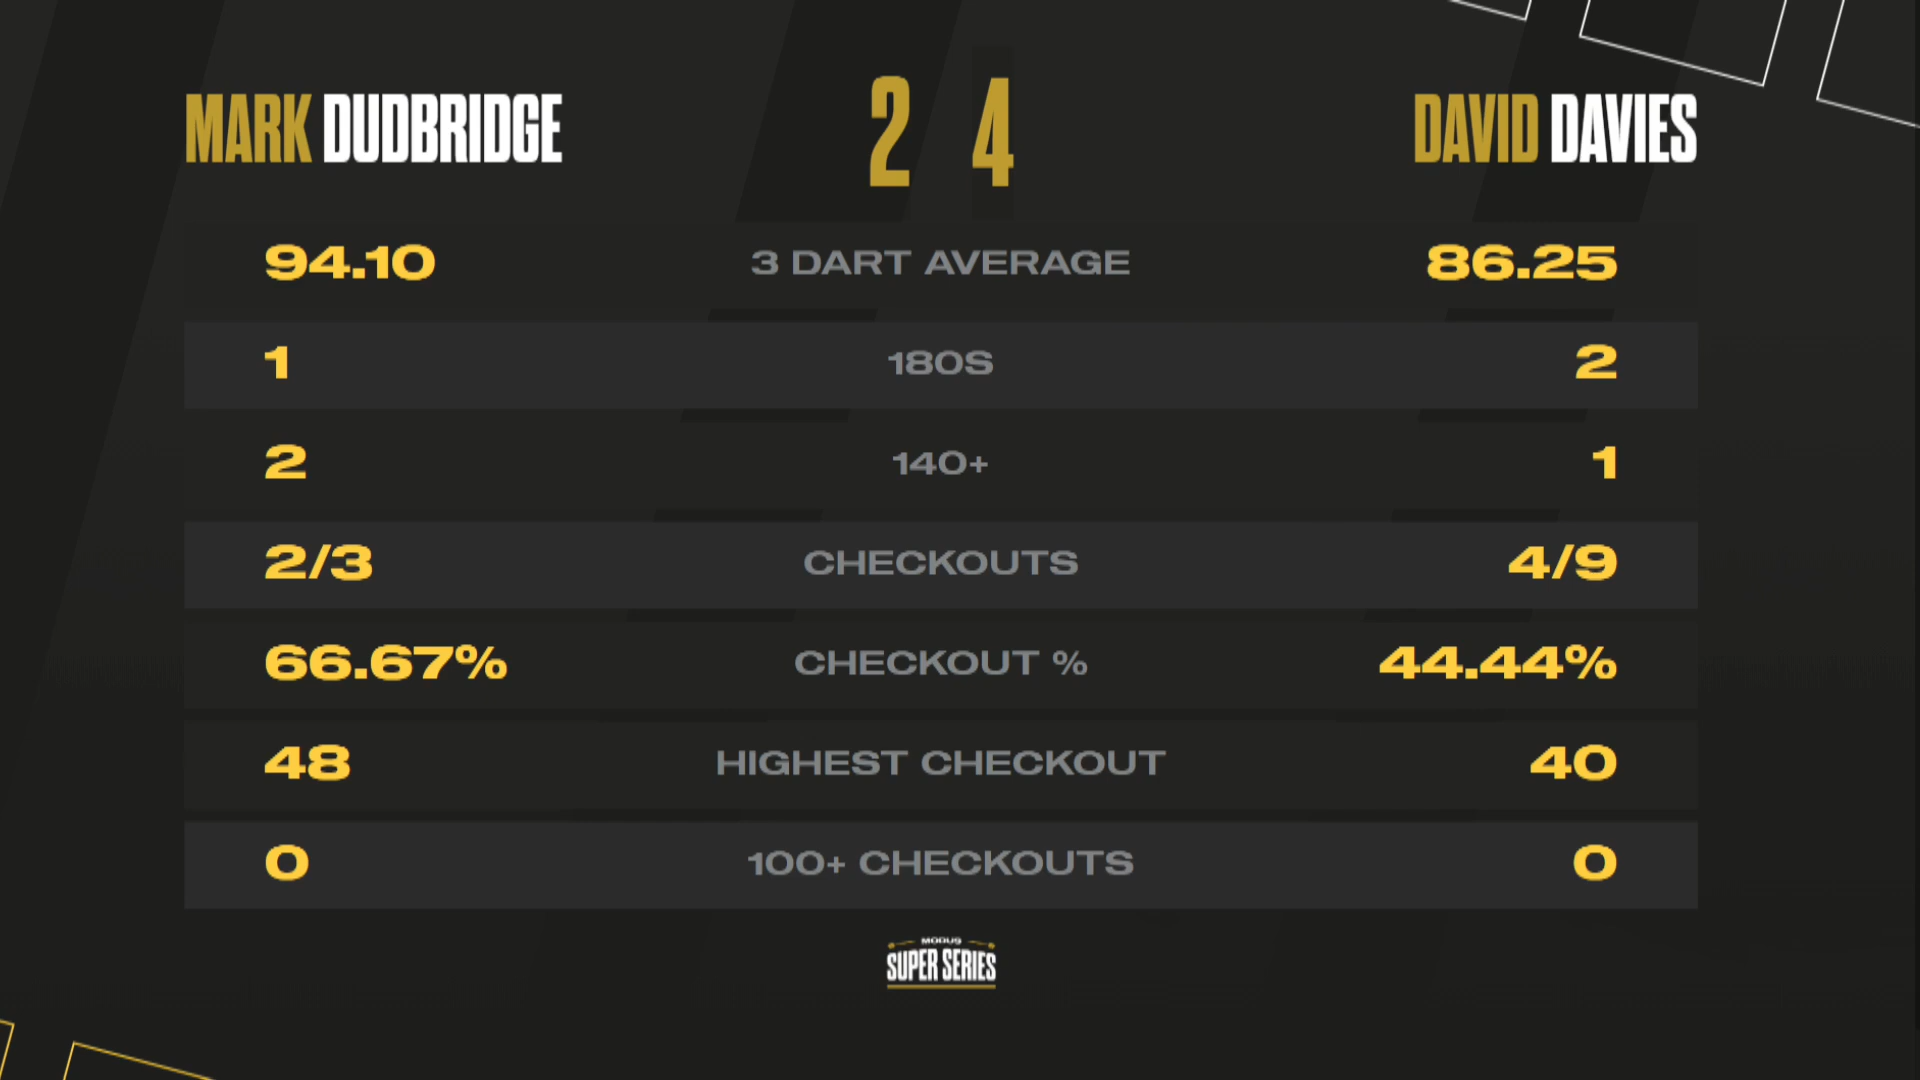 MARK DUDBRIDGE 2 4 DAVID DAVIES
94.10 3 DART AVERAGE 86.25
1 180S 2
2 140+ 1
2/3 CHECKOUTS 4/9
66.67% CHECKOUT % 44.44%
48 HIGHEST CHECKOUT 40
0 100+ CHECKOUTS 0
MODUS
SUPER SERIES